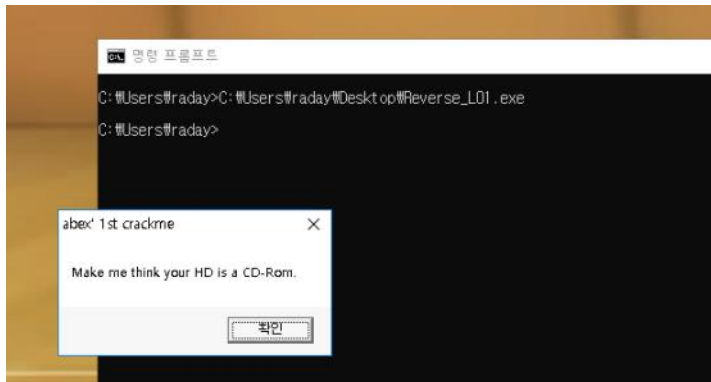 명령 프롬프트
C:₩Users₩raday>C:₩Users₩raday₩Desktop₩Reverse_L01.exe
C:₩Users₩raday>
abex' 1st crackme
Make me think your HD is a CD-Rom.
확인